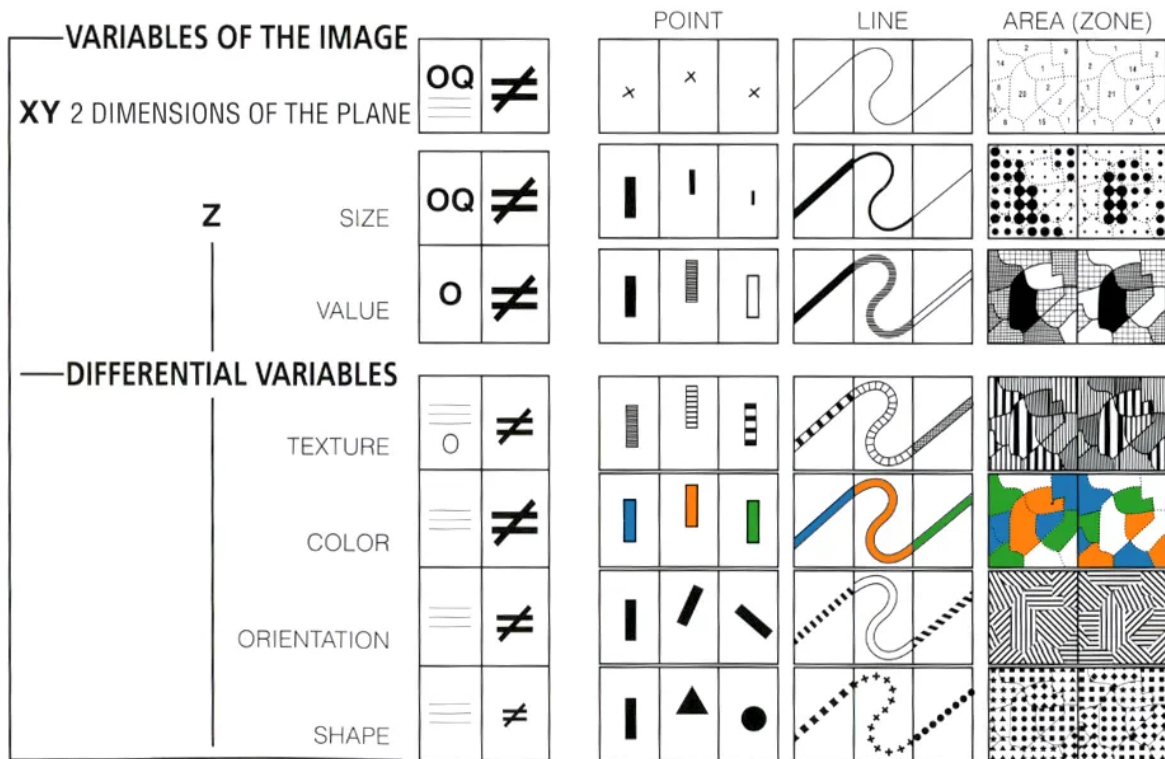 POINT LINE AREA (ZONE)
VARIABLES OF THE IMAGE
XY 2 DIMENSIONS OF THE PLANE
OQ ≠
Z
SIZE
OQ ≠
VALUE
O ≠
DIFFERENTIAL VARIABLES
TEXTURE
O ≠
COLOR
≠
ORIENTATION
≠
SHAPE
≠